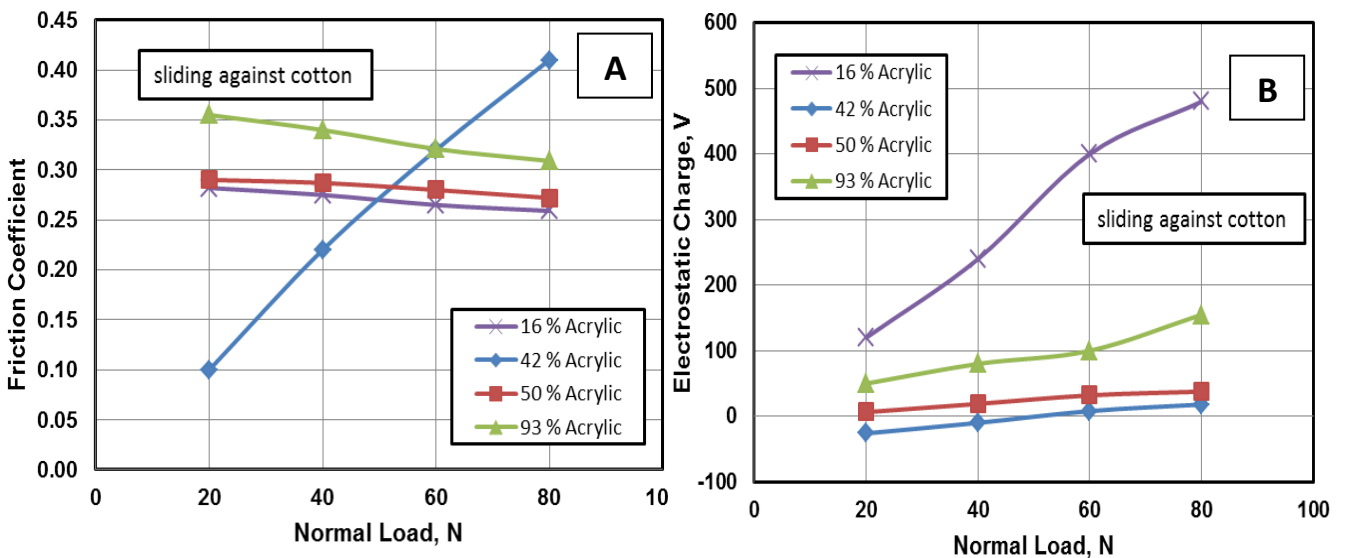 0.45
0.40
0.35
0.30
0.25
0.20
0.15
0.10
0.05
0.00
Friction Coefficient
sliding against cotton
A
16 % Acrylic
42 % Acrylic
50 % Acrylic
93 % Acrylic
0 20 40 60 80 10
Normal Load, N
600
500
400
300
200
100
0
-100
Electrostatic Charge, V
16 % Acrylic
42 % Acrylic
50 % Acrylic
93 % Acrylic
B
sliding against cotton
0 20 40 60 80 100
Normal Load, N